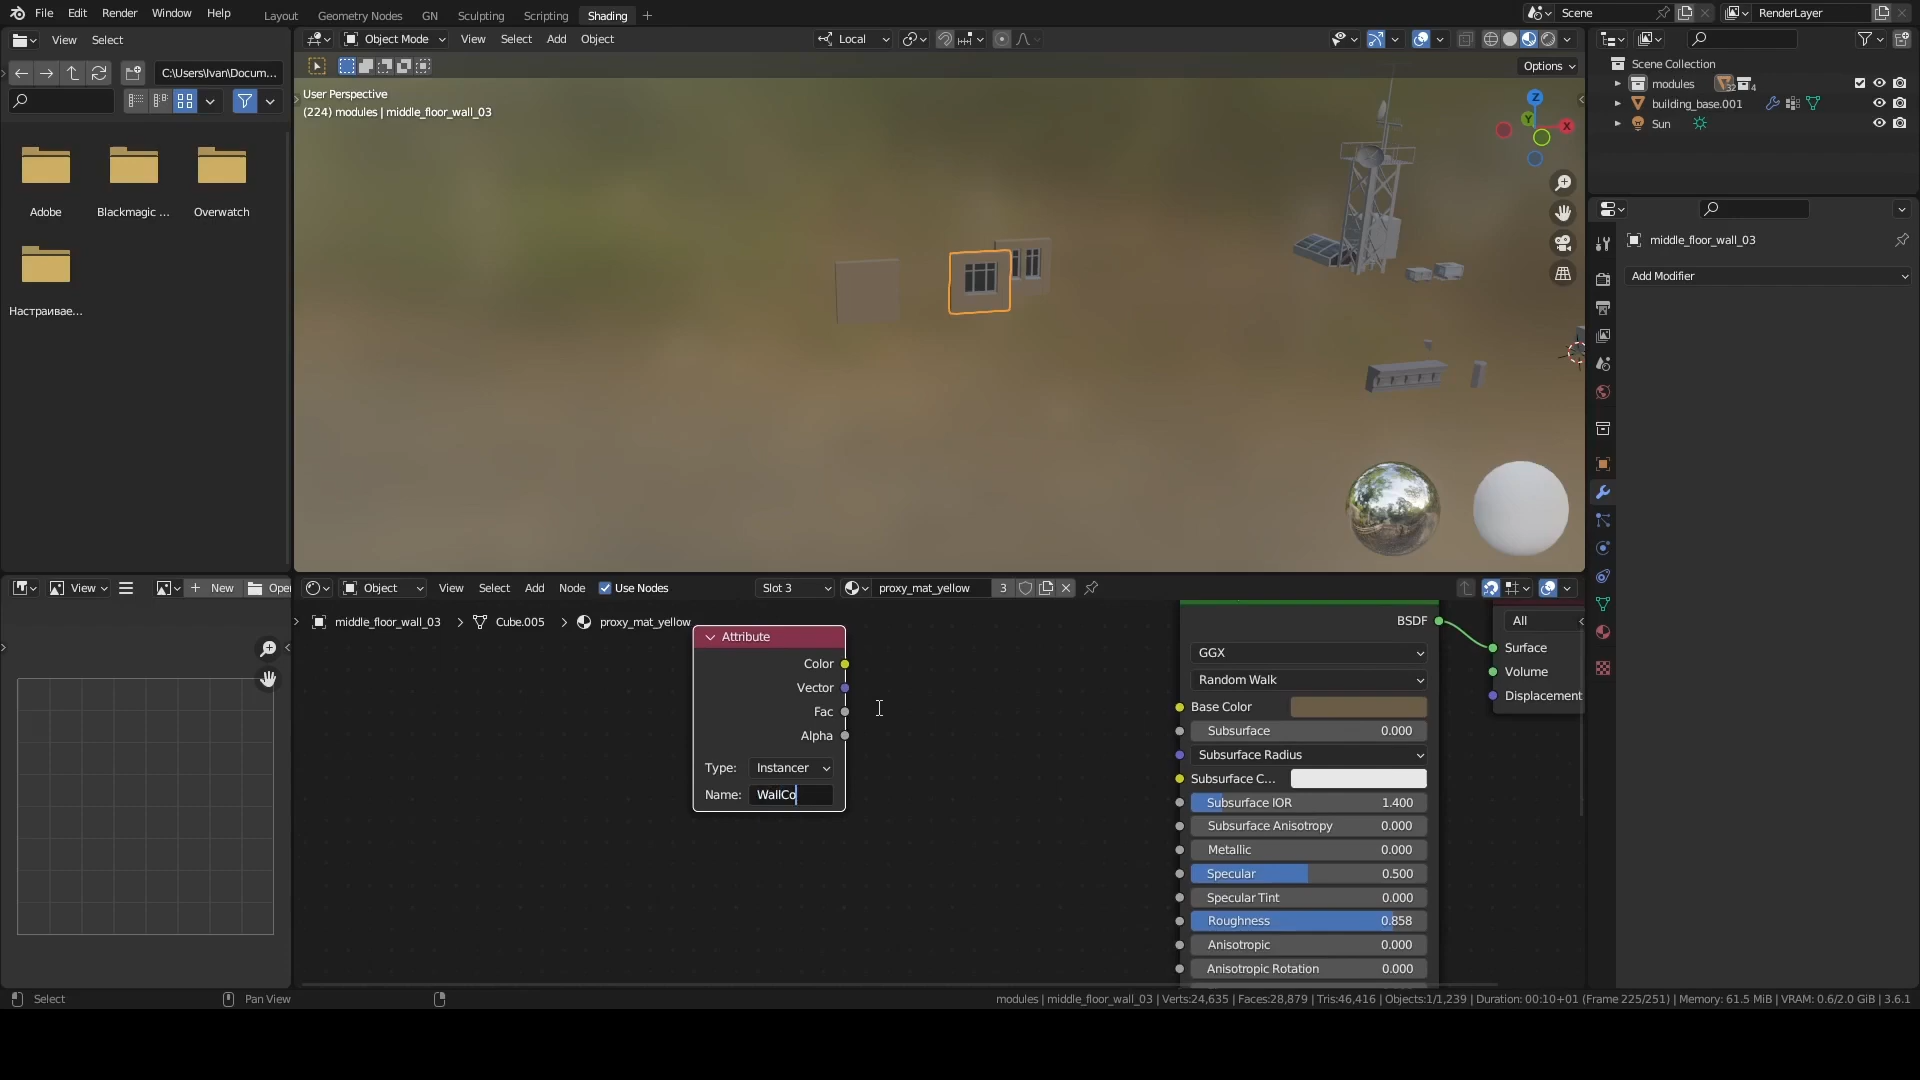 File Edit Render Window Help Layout Geometry Nodes GN Sculpting Scripting Shading Scene RenderLayer
View Select Object Mode View Select Add Object Local
C:\Users\Ivan\Docum... Options
User Perspective
(224) modules | middle_floor_wall_03
Z
Y
X
Adobe Blackmagic ... Overwatch
Настраивае...
Scene Collection
modules 32 4
building_base.001
Sun
middle_floor_wall_03
Add Modifier
View New Ope
Object View Select Add Node Use Nodes Slot 3 proxy_mat_yellow 3
middle_floor_wall_03 Cube.005 proxy_mat_yellow
Attribute
Color
Vector
Fac
Alpha
Type: Instancer
Name: WallCo
BSDF
GGX
Random Walk
Base Color
Subsurface 0.000
Subsurface Radius
Subsurface C...
Subsurface IOR 1.400
Subsurface Anisotropy 0.000
Metallic 0.000
Specular 0.500
Specular Tint 0.000
Roughness 0.858
Anisotropic 0.000
Anisotropic Rotation 0.000
All
Surface
Volume
Displacement
Select Pan View modules | middle_floor_wall_03 | Verts:24,635 | Faces:28,879 | Tris:46,416 | Objects:1/1,239 | Duration: 00:10+01 (Frame 225/251) | Memory: 61.5 MiB | VRAM: 0.6/2.0 GiB | 3.6.1